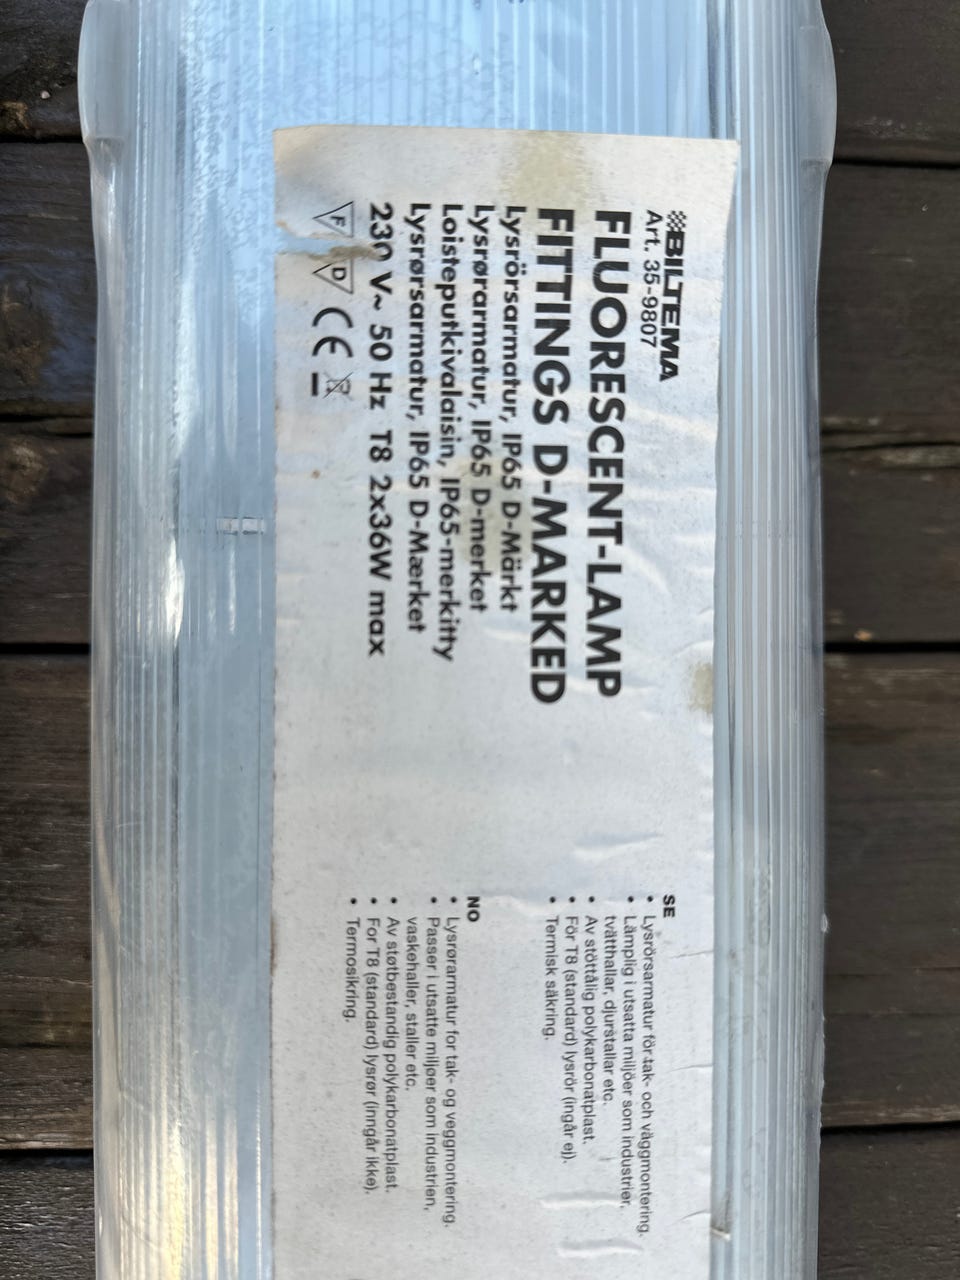 BILTEMA
Art. 35-9807
FLUORESCENT-LAMP
FITTINGS D-MARKED
Lysrörsarmatur, IP65 D-Märkt
Lysrørarmatur, IP65 D-merket
Loisteputkivalaisin, IP65-merkitty
Lysrørsarmatur, IP65 D-Mærket
230 V~ 50 Hz T8 2x36W max
F D CE
SE
• Lysrörsarmatur för tak- och väggmontering.
• Lämplig i utsatta miljöer som industrier,
tvätthallar, djurstallar etc.
• Av stöttålig polykarbonatplast.
• För T8 (standard) lysrör (ingår ej).
• Termisk säkring.
NO
• Lysrørarmatur for tak- og veggmontering.
• Passer i utsatte miljøer som industrien,
vaskehaller, staller etc.
• Av støtbestandig polykarbonatplast.
• For T8 (standard) lysrør (inngår ikke).
• Termosikring.